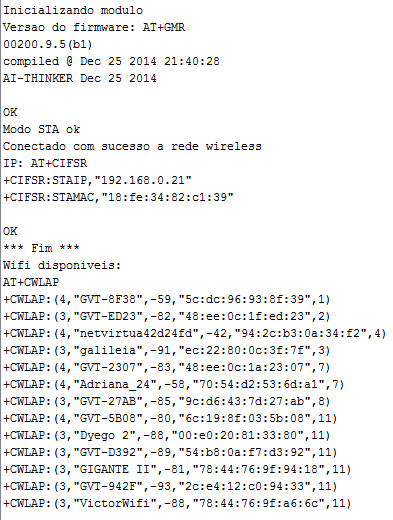 Inicializando modulo
Versao do firmware: AT+GMR
00200.9.5(b1)
compiled @ Dec 25 2014 21:40:28
AI-THINKER Dec 25 2014
OK
Modo STA ok
Conectado com sucesso a rede wireless
IP: AT+CIFSR
+CIFSR:STAIP,"192.168.0.21"
+CIFSR:STAMAC,"18:fe:34:82:c1:39"
OK
*** Fim ***
Wifi disponiveis:
AT+CWLAP
+CWLAP:(4,"GVT-8F38",-59,"5c:dc:96:93:8f:39",1)
+CWLAP:(3,"GVT-ED23",-82,"48:ee:0c:1f:ed:23",2)
+CWLAP:(4,"netvirtua42d24fd",-42,"94:2c:b3:0a:34:f2",4)
+CWLAP:(3,"galileia",-91,"ec:22:80:0c:3f:7f",3)
+CWLAP:(4,"GVT-2307",-83,"48:ee:0c:1a:23:07",7)
+CWLAP:(4,"Adriana_24",-58,"70:54:d2:53:6d:a1",7)
+CWLAP:(3,"GVT-27AB",-85,"9c:d6:43:7d:27:ab",8)
+CWLAP:(4,"GVT-5B08",-80,"6c:19:8f:03:5b:08",11)
+CWLAP:(3,"Dyego 2",-88,"00:e0:20:81:33:80",11)
+CWLAP:(3,"GVT-D392",-89,"54:b8:0a:f7:d3:92",11)
+CWLAP:(3,"GIGANTE II",-81,"78:44:76:9f:94:18",11)
+CWLAP:(3,"GVT-942F",-93,"2c:e4:12:c0:94:33",11)
+CWLAP:(3,"VictorWifi",-88,"78:44:76:9f:a6:6c",11)